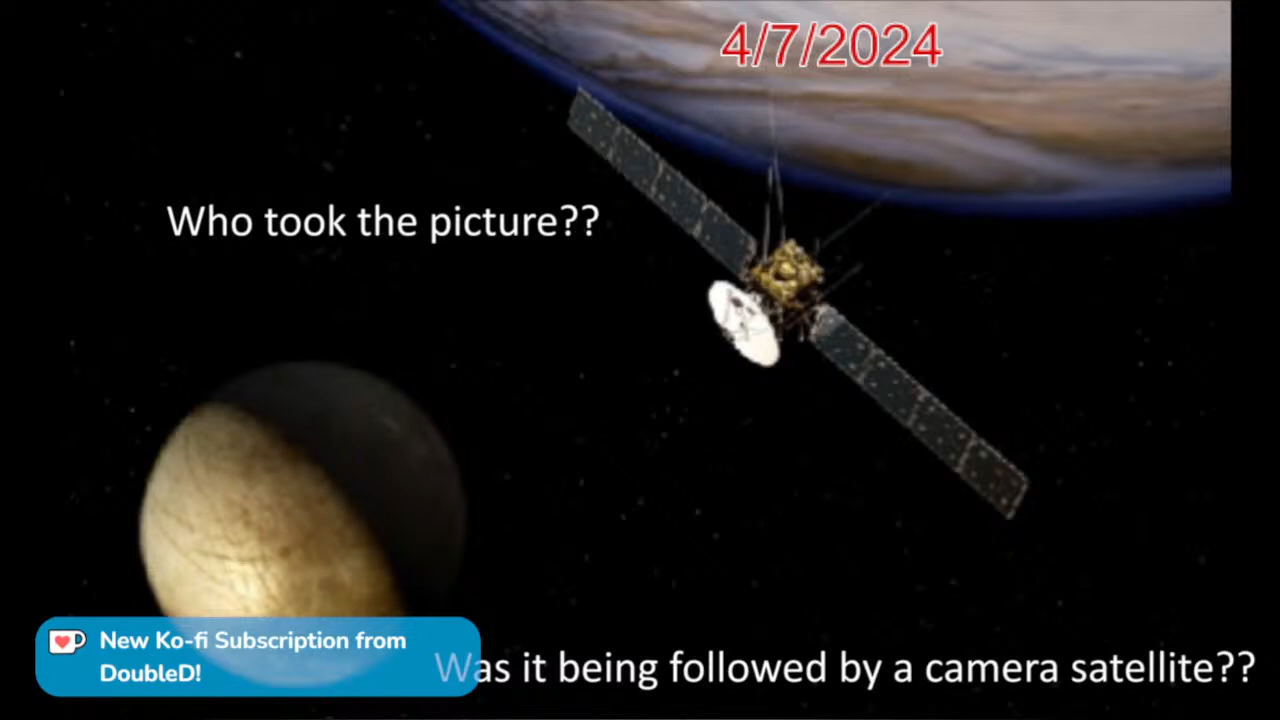 4/7/2024
Who took the picture??
New Ko-fi Subscription from
DoubleD!
Was it being followed by a camera satellite??